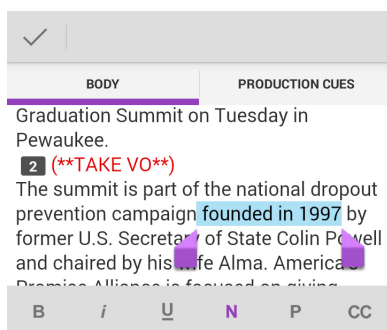 BODY PRODUCTION CUES
Graduation Summit on Tuesday in
Pewaukee.
2 (**TAKE VO**)
The summit is part of the national dropout
prevention campaign founded in 1997 by
former U.S. Secretary of State Colin Powell
and chaired by his wife Alma. America's
Promise Alliance is focused on giving
B i U N P CC